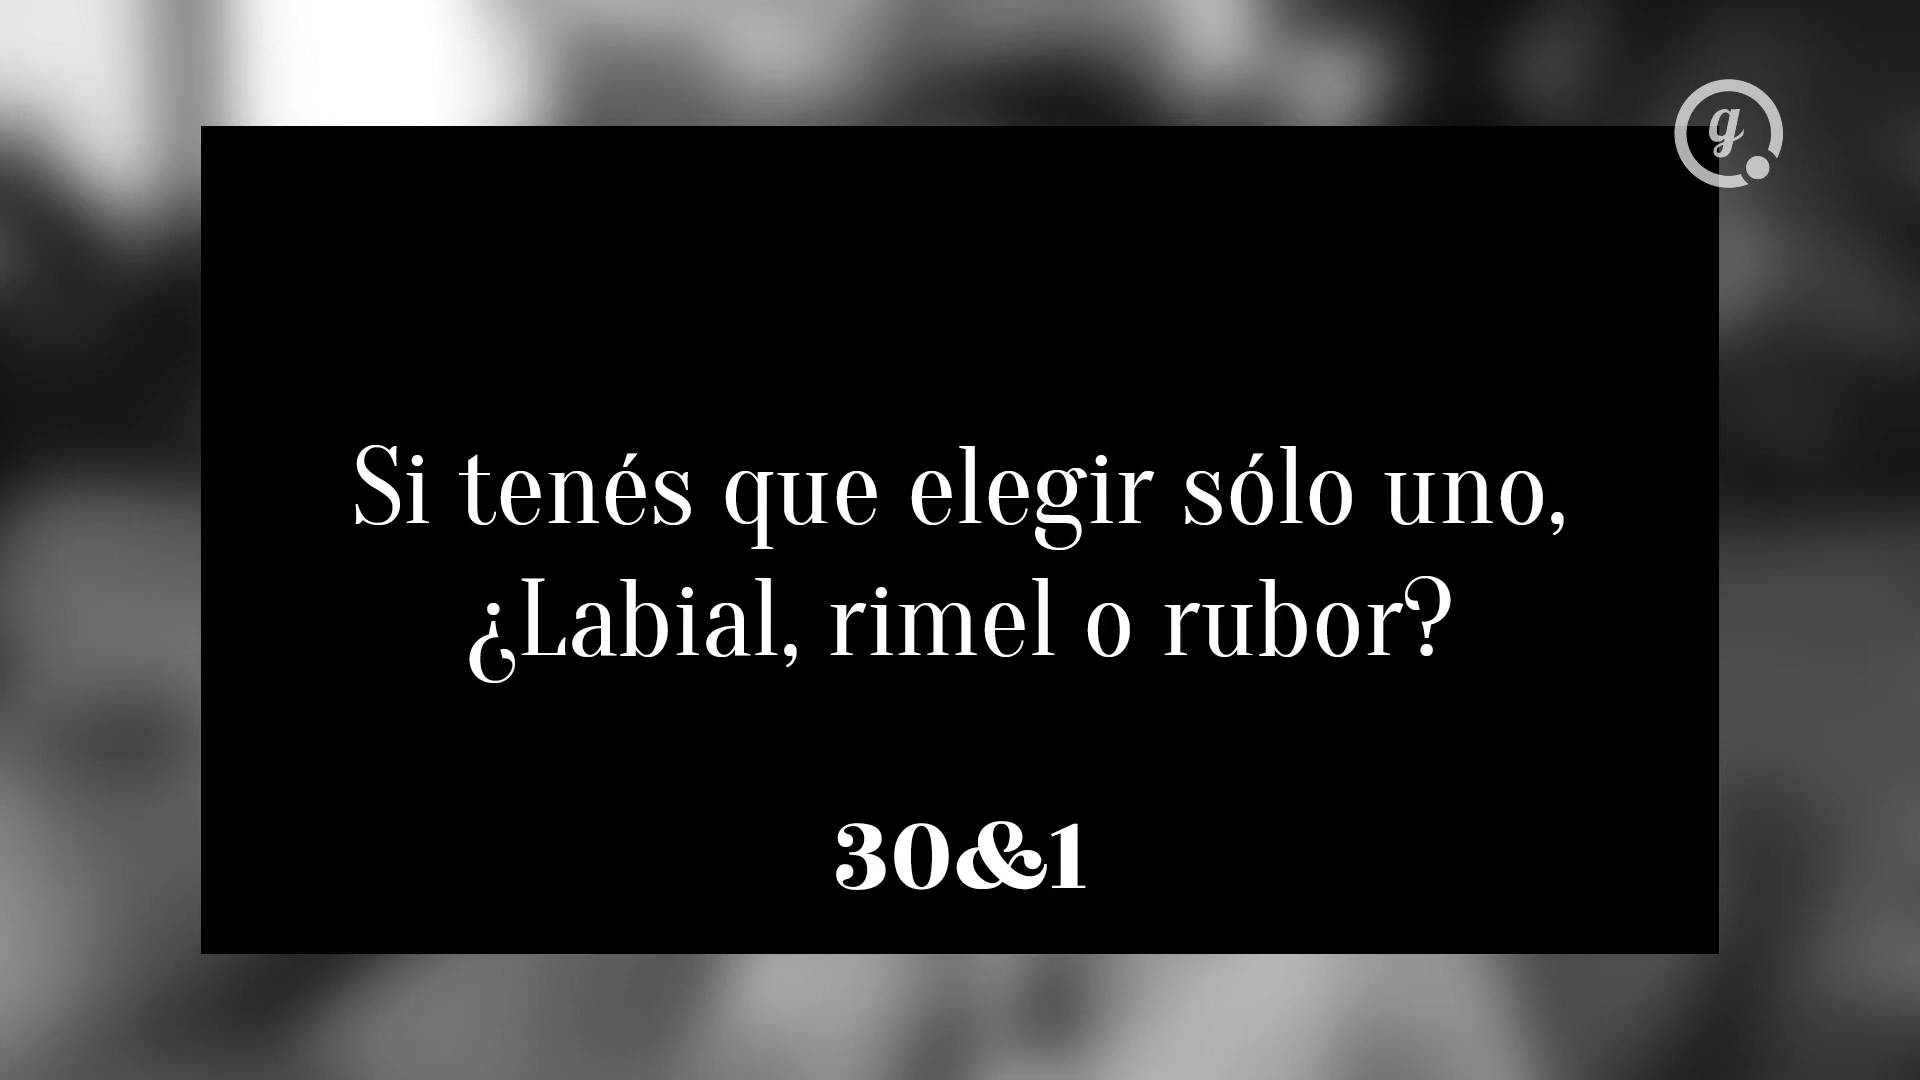 g
Si tenés que elegir sólo uno,
¿Labial, rimel o rubor?
30&1